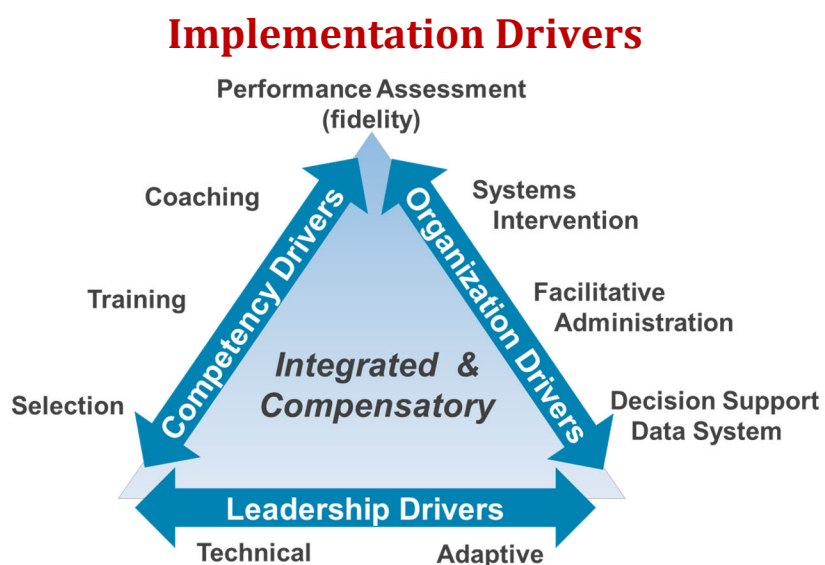 Implementation Drivers
Performance Assessment
(fidelity)
Coaching
Training
Selection
Competency Drivers
Organization Drivers
Systems
Intervention
Facilitative
Administration
Decision Support
Data System
Integrated & 
Compensatory
Leadership Drivers
Technical
Adaptive